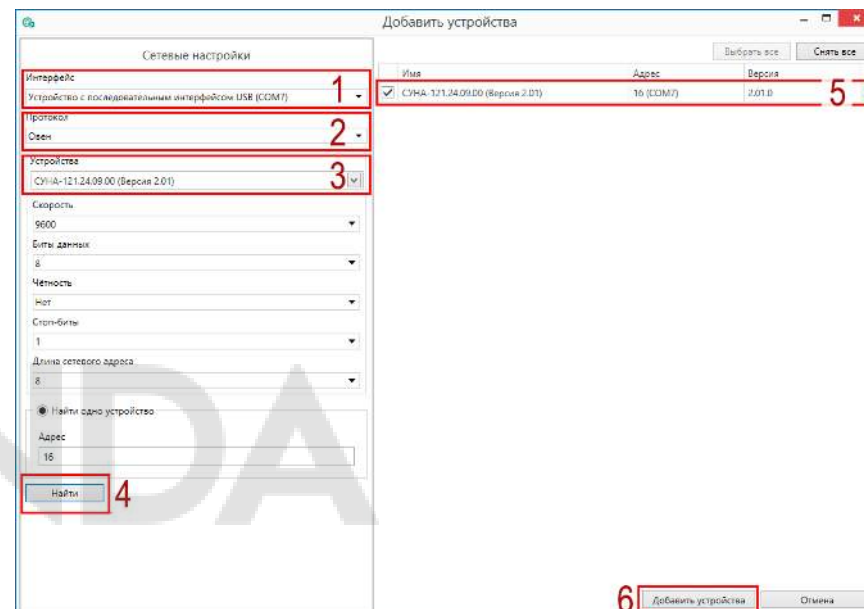 Добавить устройства
Сетевые настройки
Выбрать все
Снять все
Интерфейс
Устройство с последовательным интерфейсом USB (COM7)
1
Протокол
Овен
2
Устройства
СУНА-121.24.09.00 (Версия 2.01)
3
Скорость
9600
Биты данных
8
Чётность
Нет
Стоп-биты
1
Длина сетевого адреса
8
Найти одно устройство
Адрес
16
Найти
4
Имя
Адрес
Версия
СУНА-121.24.09.00 (Версия 2.01)
16 (COM7)
2.01.0
5
6
Добавить устройства
Отмена
NDA